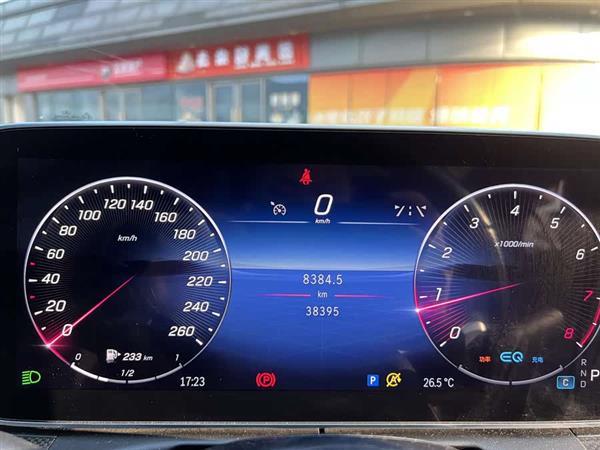 0
km/h
0 20 40 60 80 100 120 140 160 180 200 220 240 260
km/h
233 km
0 1/2 1
17:23
8384.5
km
38395
0 1 2 3 4 5 6 7 8
x1000/min
功率 EQ 充电
P
26.5 °C
C
R
N
D
P